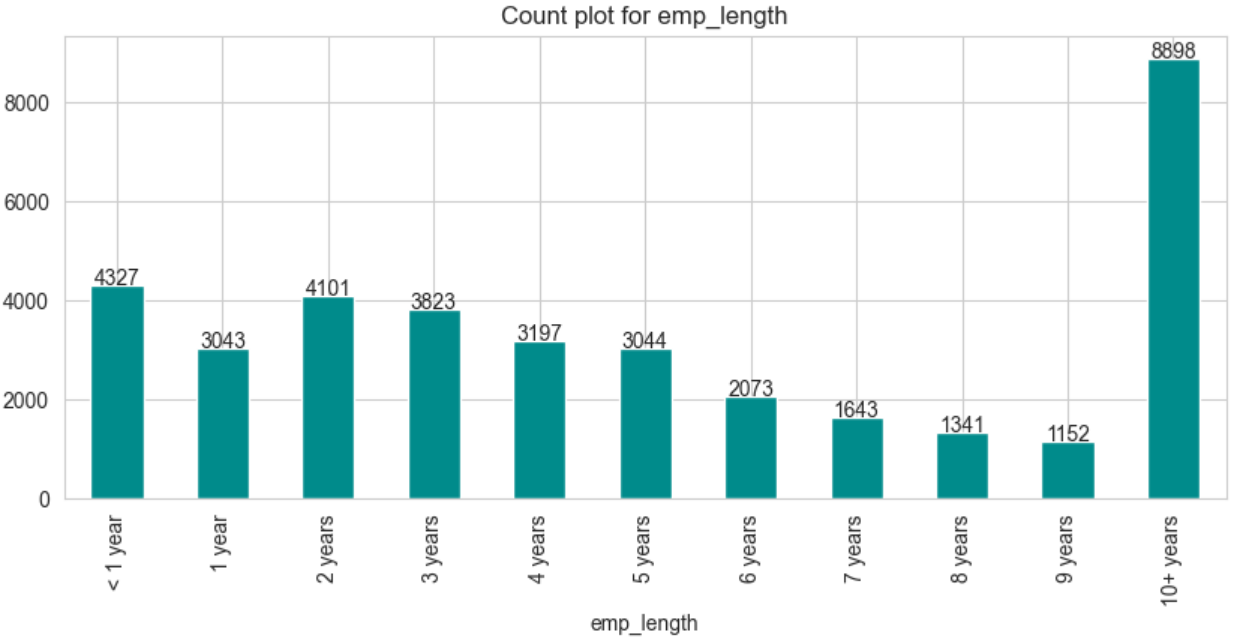 Count plot for emp_length
8898
8000
6000
4327
4101
4000
3823
3197
3043
3044
2073
2000
1643
1341
1152
0
< 1 year
1 year
2 years
3 years
4 years
5 years
6 years
7 years
8 years
9 years
10+ years
emp_length